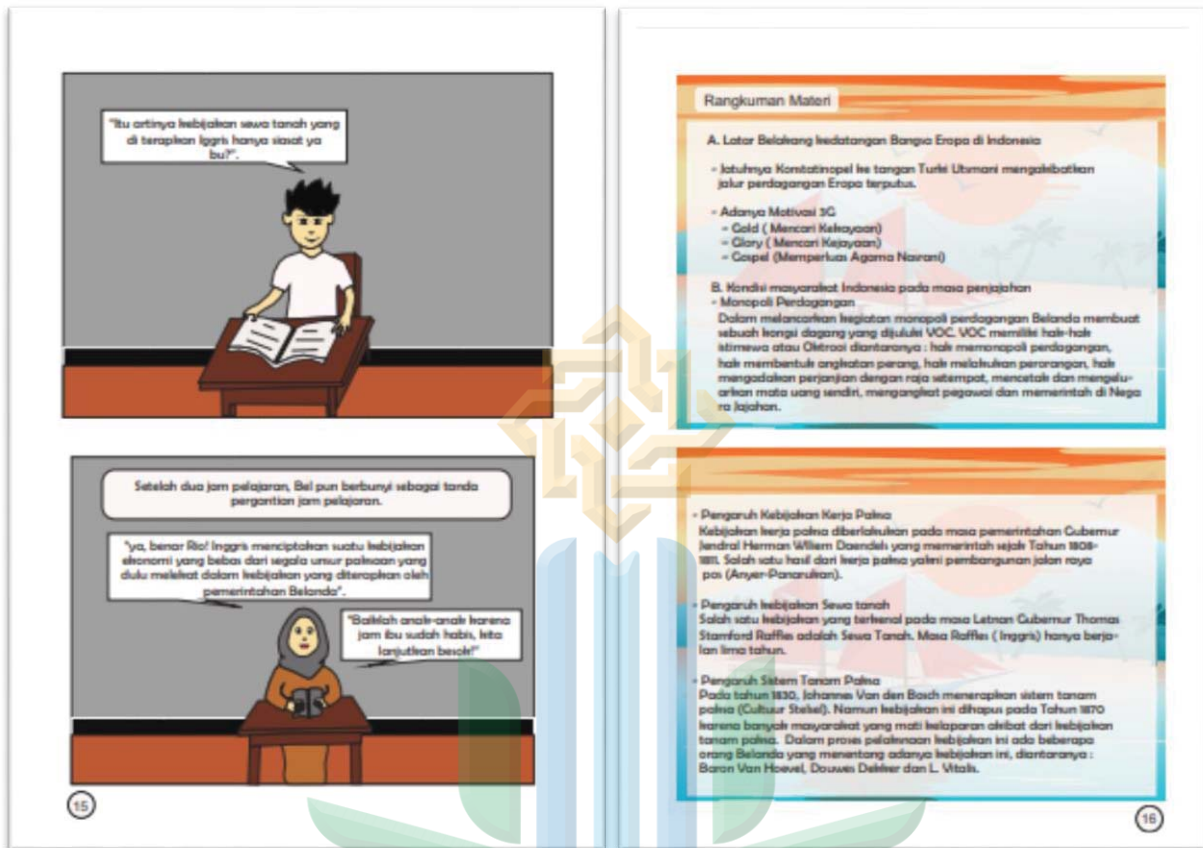 "Itu artinya kebijakan sewa tanah yang
di terapkan Iggris hanya siasat ya
bu?".
Setelah dua jam pelajaran, Bel pun berbunyi sebagai tanda
pergantian jam pelajaran.
"ya, benar Rio! Inggris menciptakan suatu kebijakan
ekonomi yang bebas dari segala unsur paksaan yang
dulu melekat dalam kebijakan yang diterapkan oleh
pemerintahan Belanda".
"Baiklah anak-anak karena
jam ibu sudah habis, kita
lanjutkan besok!"
15
Rangkuman Materi
A. Latar Belakang kedatangan Bangsa Eropa di Indonesia
- Jatuhnya Konstatinopel ke tangan Turki Utsmani mengakibatkan
jalur perdagangan Eropa terputus.
- Adanya Motivasi 3G
- Gold ( Mencari Kekayaan)
- Glory ( Mencari Kejayaan)
- Gospel (Memperluas Agama Nasrani)
B. Kondisi masyarakat Indonesia pada masa penjajahan
- Monopoli Perdagangan
Dalam melancarkan kegiatan monopoli perdagangan Belanda membuat
sebuah kongsi dagang yang dijuluki VOC. VOC memiliki hak-hak
istimewa atau Oktrooi diantaranya : hak memonopoli perdagangan,
hak membentuk angkatan perang, hak melakukan perorangan, hak
mengadakan perjanjian dengan raja setempat, mencetak dan mengelu-
arkan mata uang sendiri, mengangkat pegawai dan memerintah di Nega
ra Jajahan.
- Pengaruh Kebijakan Kerja Paksa
Kebijakan kerja paksa diberlakukan pada masa pemerintahan Gubernur
Jendral Herman Willem Daendels yang memerintah sejak Tahun 1808-
1811. Salah satu hasil dari kerja paksa yakni pembangunan jalan raya
pos (Anyer-Panarukan).
- Pengaruh kebijakan Sewa tanah
Salah satu kebijakan yang terkenal pada masa Letnan Gubernur Thomas
Stamford Raffles adalah Sewa Tanah. Masa Raffles ( Inggris) hanya berja-
lan lima tahun.
- Pengaruh Sistem Tanam Paksa
Pada tahun 1830, Johannes Van den Bosch menerapkan sistem tanam
paksa (Cultuur Stelsel). Namun kebijakan ini dihapus pada Tahun 1870
karena banyak masyarakat yang mati kelaparan akibat dari kebijakan
tanam paksa. Dalam proses pelaksnaan kebijakan ini ada beberapa
orang Belanda yang menentang adanya kebijakan ini, diantaranya :
Baron Van Hoevel, Douwes Dekker dan L. Vitalis.
16